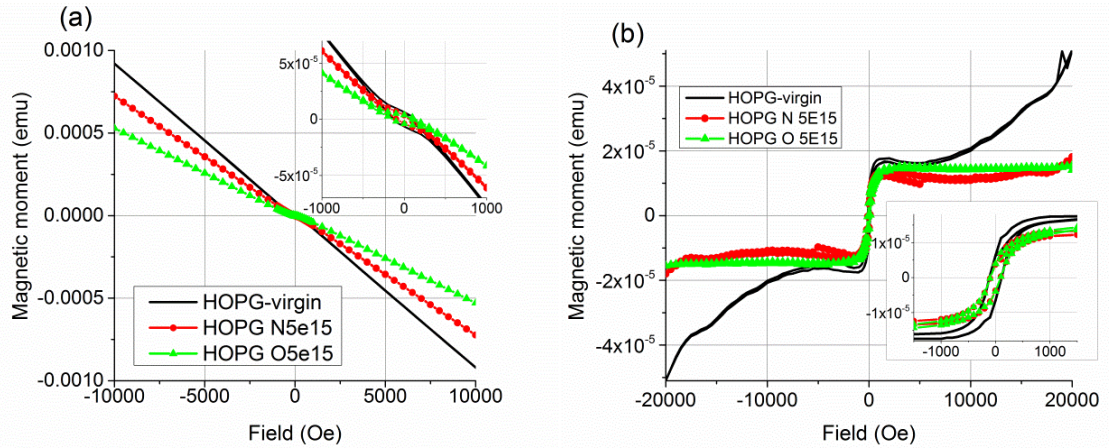 (a)
0.0010
0.0005
0.0000
-0.0005
-0.0010
Magnetic moment (emu)
-10000 -5000 0 5000 10000
Field (Oe)
5x10⁻⁵
0
-5x10⁻⁵
-1000 0 1000
HOPG-virgin
HOPG N5e15
HOPG O5e15
(b)
4x10⁻⁵
2x10⁻⁵
0
-2x10⁻⁵
-4x10⁻⁵
Magnetic moment (emu)
-20000 -10000 0 10000 20000
Field (Oe)
HOPG-virgin
HOPG N 5E15
HOPG O 5E15
1x10⁻⁵
0
-1x10⁻⁵
-1000 0 1000